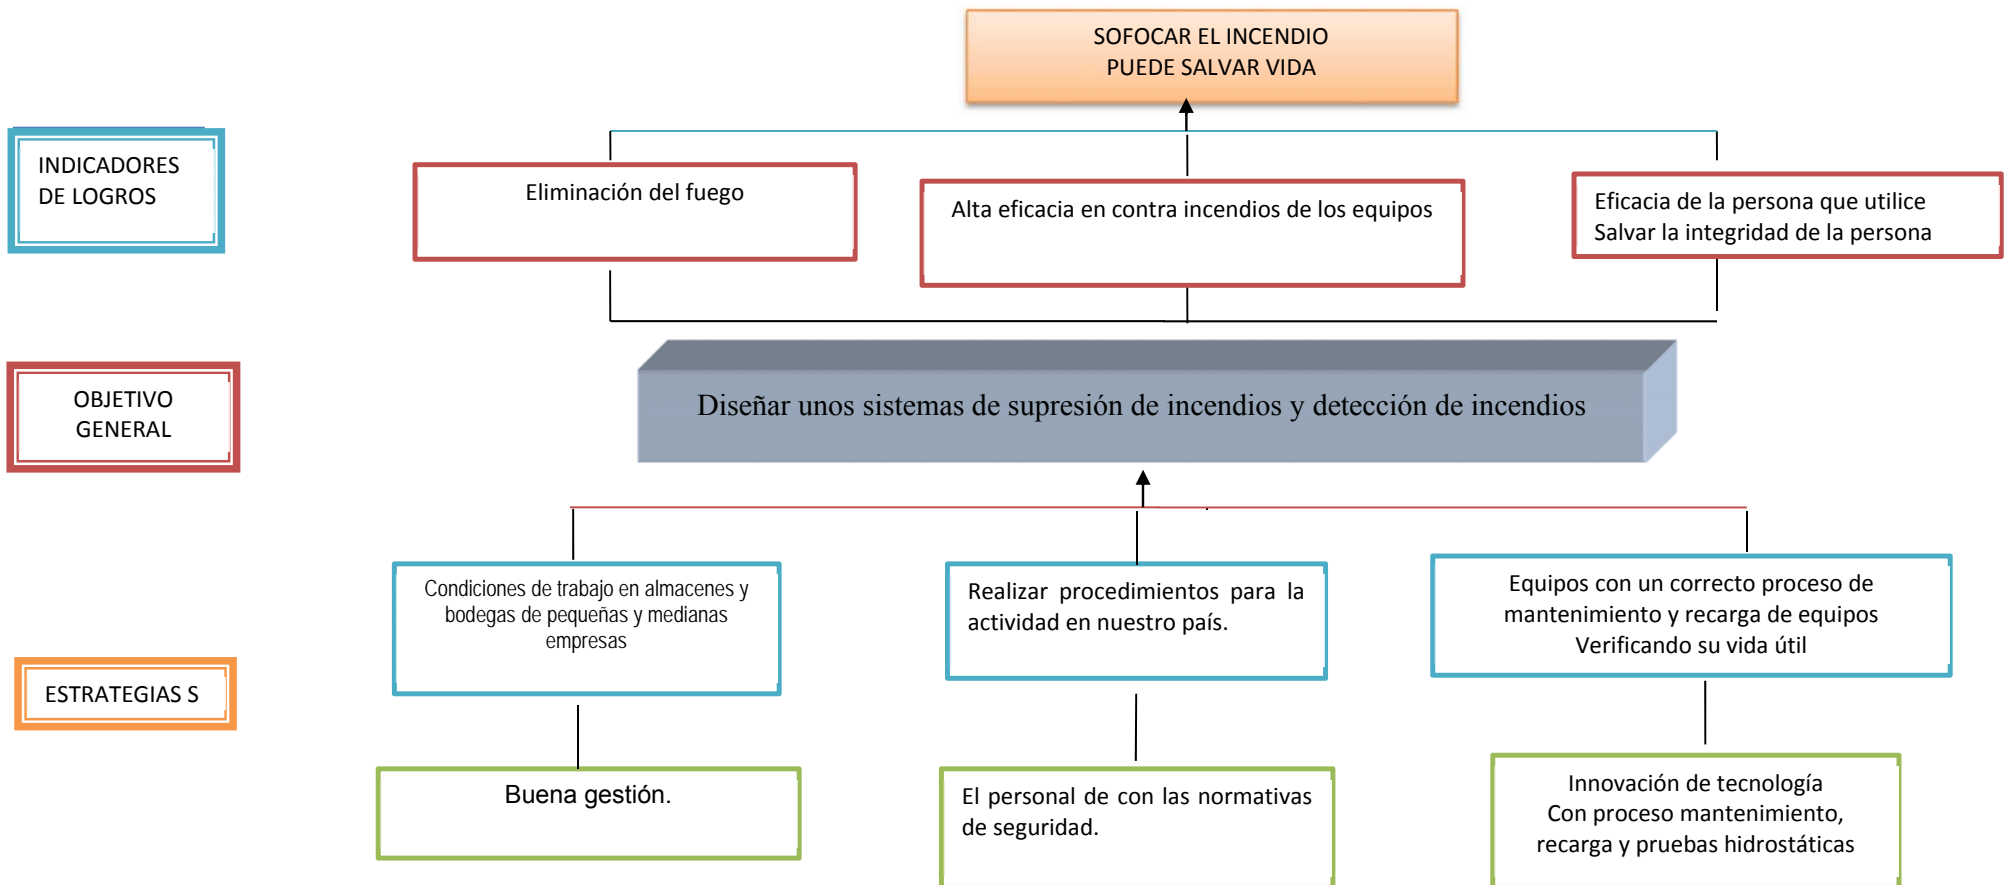 SOFOCAR EL INCENDIO
PUEDE SALVAR VIDA
INDICADORES
DE LOGROS
Eliminación del fuego
Alta eficacia en contra incendios de los equipos
Eficacia de la persona que utilice
Salvar la integridad de la persona
OBJETIVO
GENERAL
Diseñar unos sistemas de supresión de incendios y detección de incendios
Condiciones de trabajo en almacenes y
bodegas de pequeñas y medianas
empresas
Realizar procedimientos para la
actividad en nuestro país.
Equipos con un correcto proceso de
mantenimiento y recarga de equipos
Verificando su vida útil
ESTRATEGIAS S
Buena gestión.
El personal de con las normativas
de seguridad.
Innovación de tecnología
Con proceso mantenimiento,
recarga y pruebas hidrostáticas